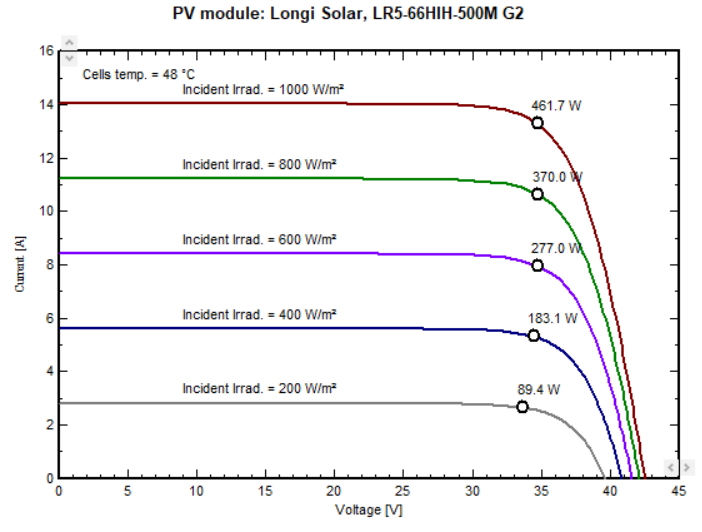 PV module: Longi Solar, LR5-66HIH-500M G2
16
Cells temp. = 48 °C
Incident Irrad. = 1000 W/m²
461.7 W
14
12
Incident Irrad. = 800 W/m²
370.0 W
10
Incident Irrad. = 600 W/m²
277.0 W
8
Current [A]
Incident Irrad. = 400 W/m²
183.1 W
6
4
Incident Irrad. = 200 W/m²
89.4 W
2
0
0 5 10 15 20 25 30 35 40 45
Voltage [V]